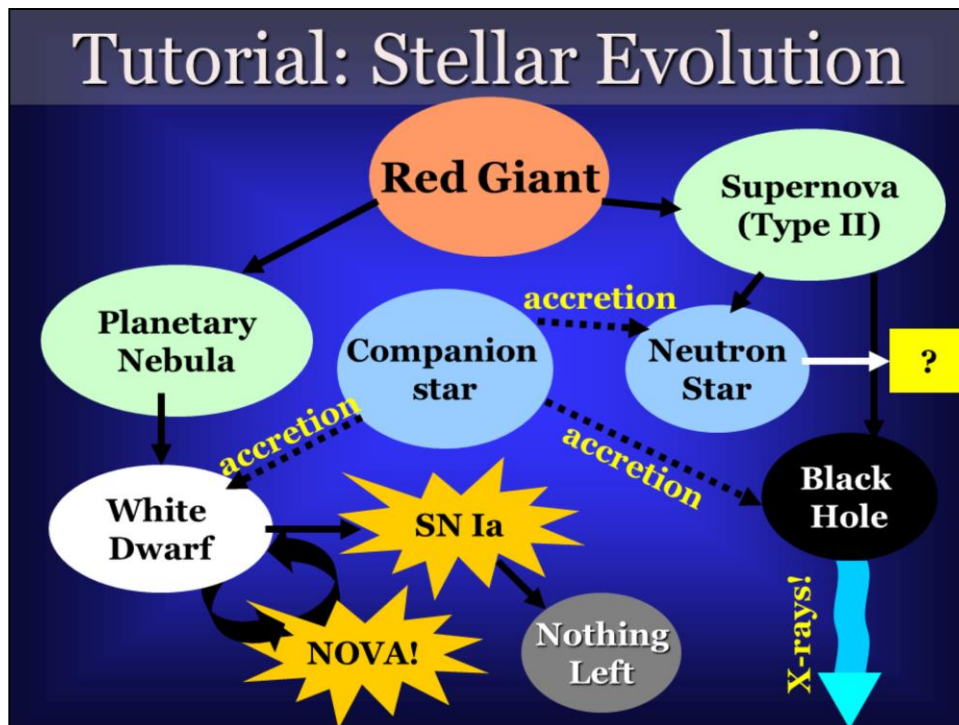 Tutorial: Stellar Evolution
Red Giant
Supernova
(Type II)
Planetary
Nebula
accretion
Companion
star
Neutron
Star
?
accretion
accretion
White
Dwarf
SN Ia
Black
Hole
NOVA!
Nothing
Left
X-rays!